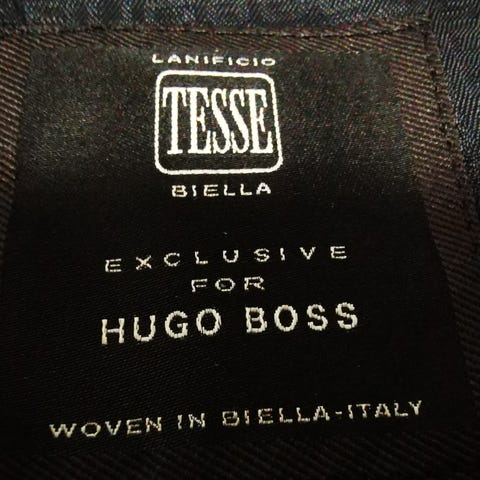 LANIFICIO
TESSE
BIELLA
EXCLUSIVE
FOR
HUGO BOSS
WOVEN IN BIELLA-ITALY